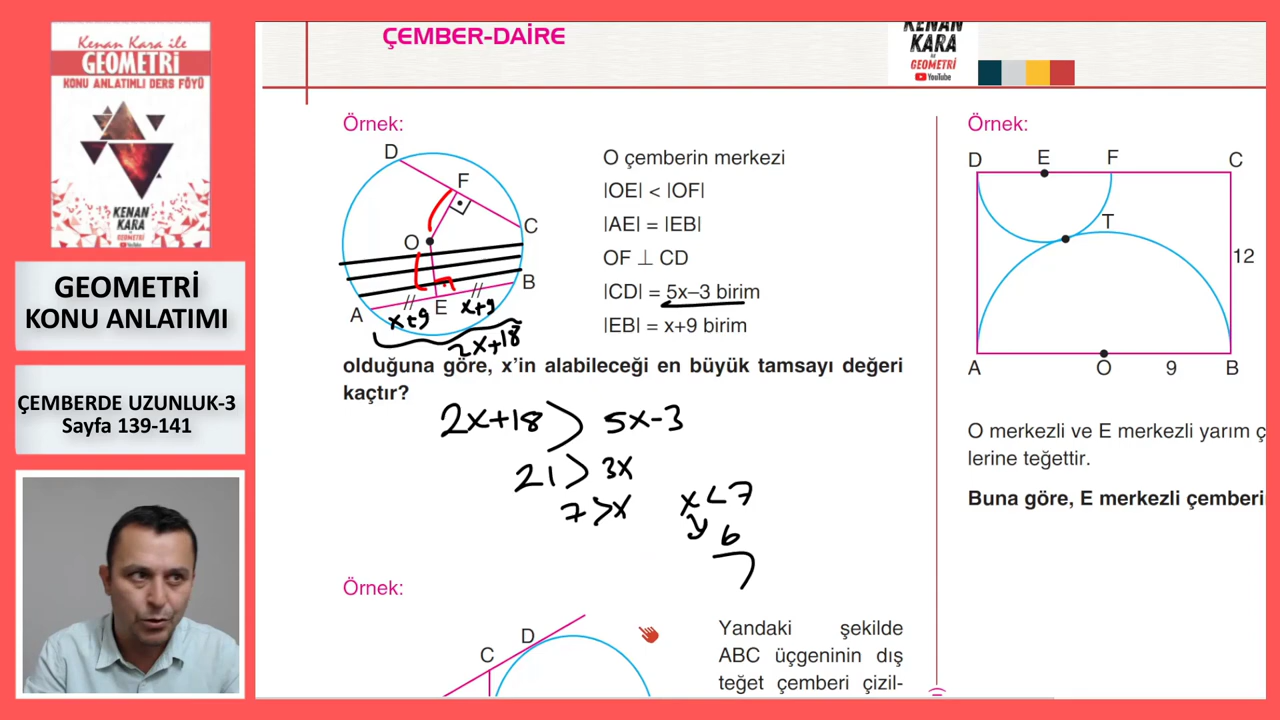 Kenan Kara ile
GEOMETRİ
KONU ANLATIMLI DERS FÖYÜ
KENAN
KARA
ile
GEOMETRİ
YouTube
GEOMETRİ
KONU ANLATIMI
ÇEMBERDE UZUNLUK-3
Sayfa 139-141
ÇEMBER-DAİRE
KENAN
KARA
ile
GEOMETRİ
YouTube
Örnek:
D
F
C
O
B
A
E
x+9
x+9
2x+18
O çemberin merkezi
|OE| < |OF|
|AE| = |EB|
OF ⊥ CD
|CD| = 5x–3 birim
|EB| = x+9 birim
olduğuna göre, x'in alabileceği en büyük tamsayı değeri
kaçtır?
2x+18 > 5x-3
21 > 3x
7 > x
x < 7
6
Örnek:
D
C
Yandaki şekilde
ABC üçgeninin dış
teğet çemberi çizil-
Örnek:
D
E
F
C
T
12
A
O
9
B
O merkezli ve E merkezli yarım ç
lerine teğettir.
Buna göre, E merkezli çemberi